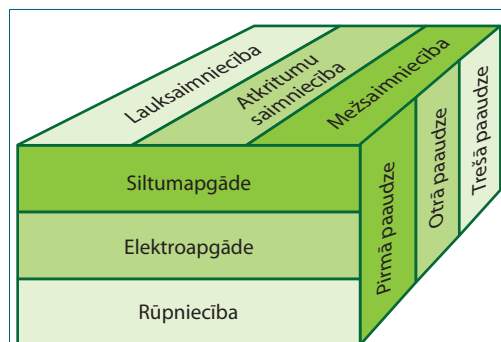 Lauksaimniecība
Atkritumu
saimniecība
Mežsaimniecība
Siltumapgāde
Elektroapgāde
Rūpniecība
Pirmā paaudze
Otrā paaudze
Trešā paaudze